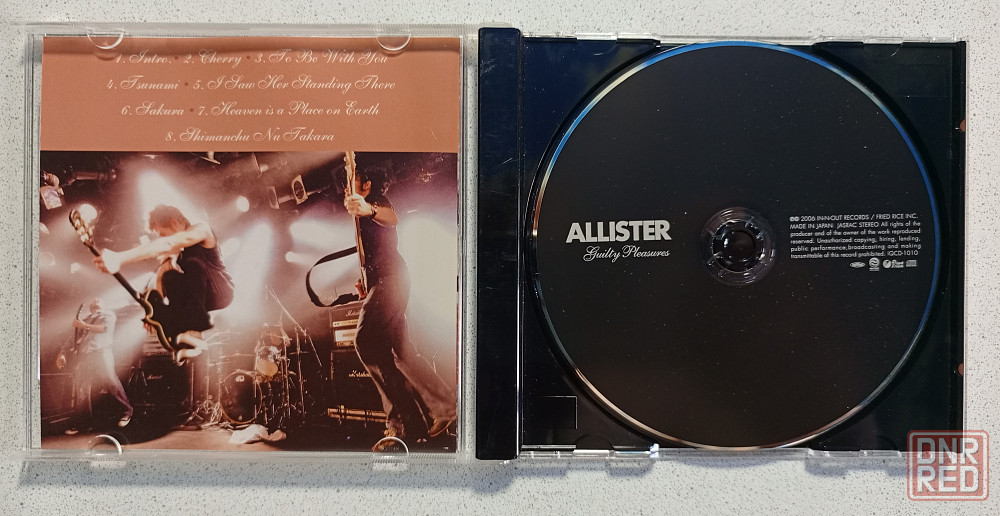 1. Intro. • 2. Cherry • 3. To Be With You
4. Tsunami • 5. I Saw Her Standing There
6. Sakura • 7. Heaven is a Place on Earth
8. Shimanchu Nu Takara
ALLISTER
Guilty Pleasures
℗© 2006 IN-N-OUT RECORDS / FRIED RICE INC.
MADE IN JAPAN. JASRAC STEREO All rights of the
producer and of the owner of the work reproduced
reserved. Unauthorized copying, hiring, lending,
public performance, broadcasting and making
transmittable of this record prohibited. IQCD-1010
DNR
RED